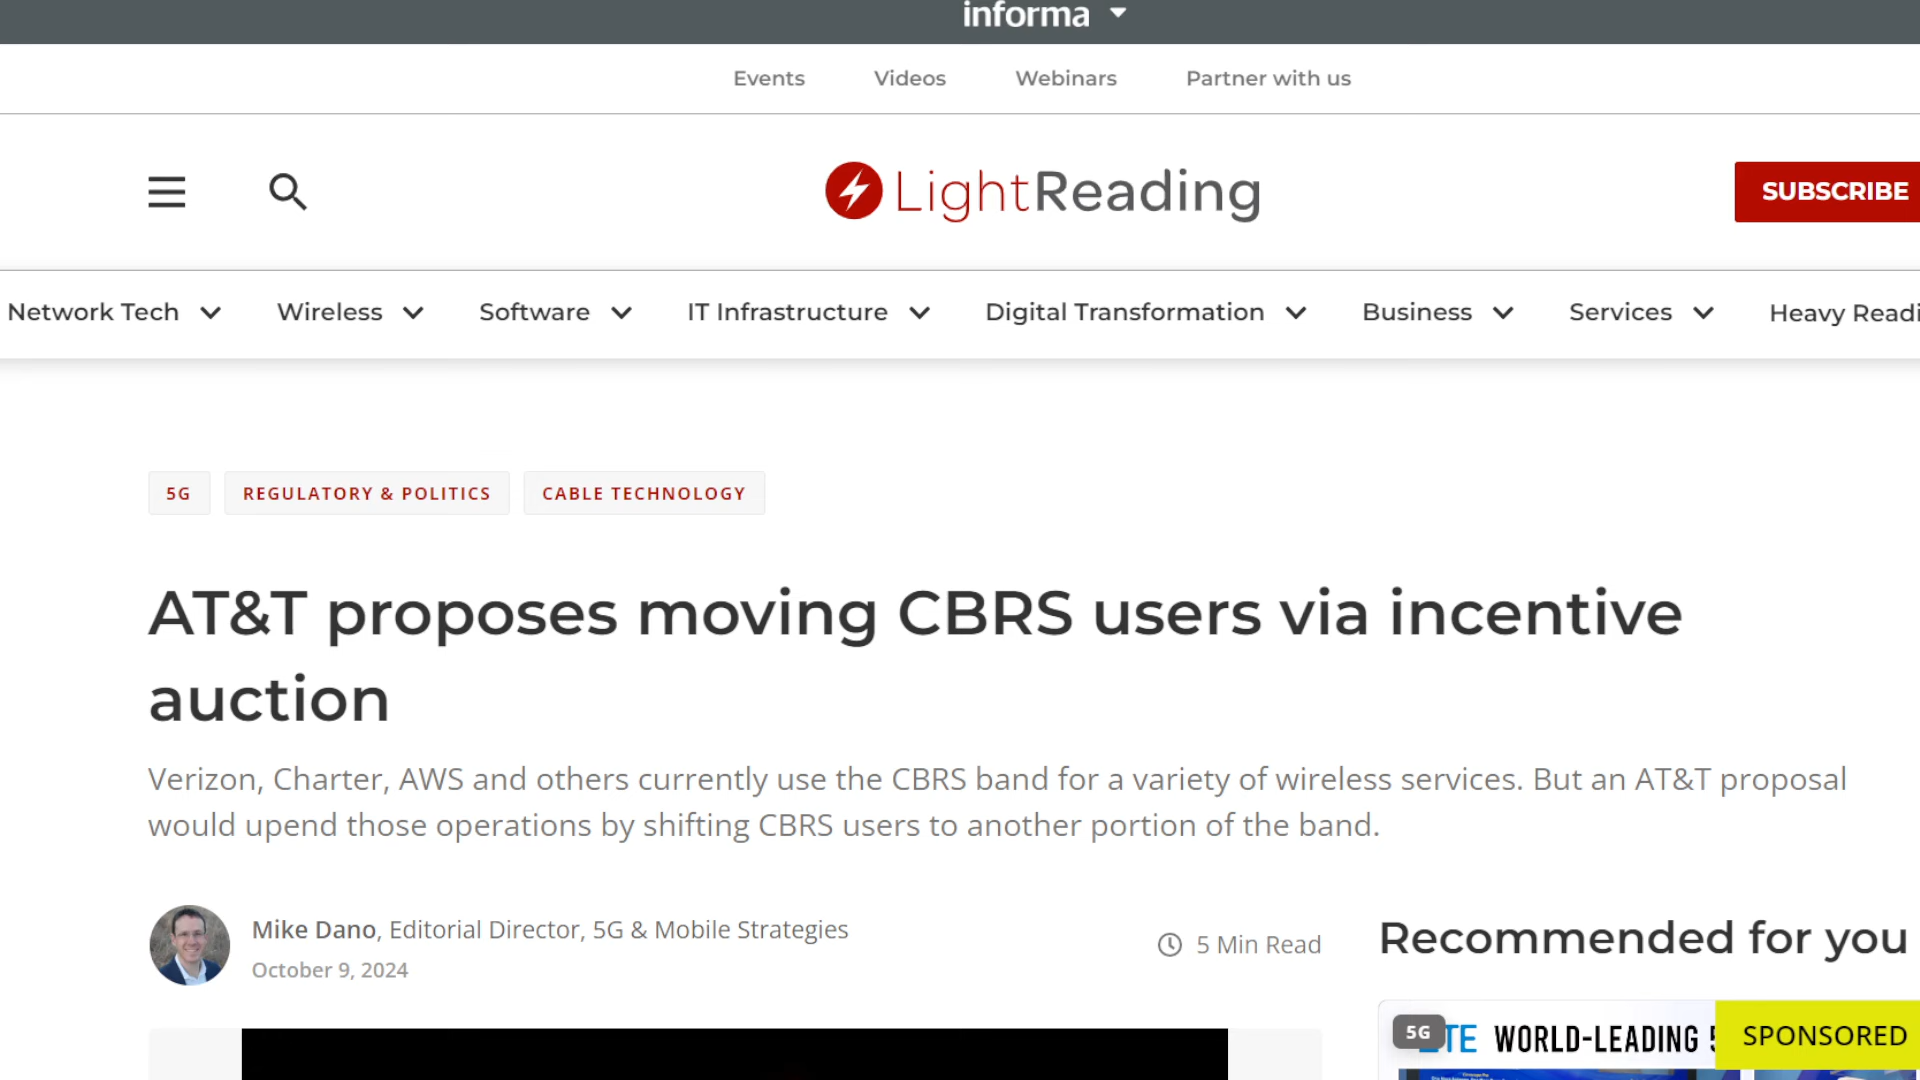 informa
Events Videos Webinars Partner with us
LightReading
SUBSCRIBE
Network Tech Wireless Software IT Infrastructure Digital Transformation Business Services Heavy Readi
5G REGULATORY & POLITICS CABLE TECHNOLOGY
AT&T proposes moving CBRS users via incentive
auction
Verizon, Charter, AWS and others currently use the CBRS band for a variety of wireless services. But an AT&T proposal
would upend those operations by shifting CBRS users to another portion of the band.
Mike Dano, Editorial Director, 5G & Mobile Strategies
October 9, 2024
5 Min Read
Recommended for you
5G TE WORLD-LEADING 5
SPONSORED